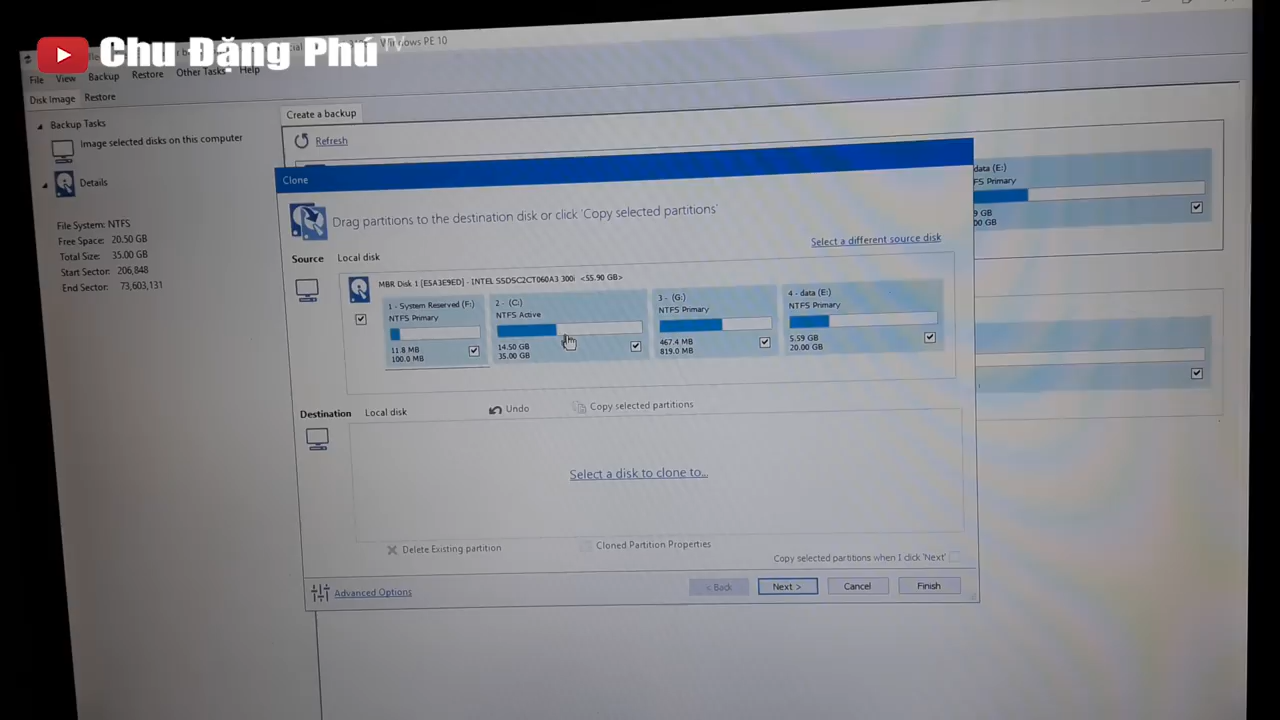 Chu Đặng Phú
TV
Windows PE 10
File View Backup Restore Other Tasks Help
Disk Image Restore
Backup Tasks
Image selected disks on this computer
Details
File System: NTFS
Free Space: 20.50 GB
Total Size: 35.00 GB
Start Sector: 206,848
End Sector: 73,603,131
Create a backup
Refresh
data (E:)
FS Primary
9 GB
00 GB
Clone
Drag partitions to the destination disk or click 'Copy selected partitions'
Select a different source disk
Source Local disk
MBR Disk 1 [E5A3E9ED] - INTEL SSDSC2CT060A3 300i <55.90 GB>
1 - System Reserved (F:)
NTFS Primary
11.8 MB
100.0 MB
2 - (C:)
NTFS Active
14.50 GB
35.00 GB
3 - (G:)
NTFS Primary
467.4 MB
819.0 MB
4 - data (E:)
NTFS Primary
5.59 GB
20.00 GB
Destination Local disk Undo Copy selected partitions
Select a disk to clone to...
Delete Existing partition Cloned Partition Properties
Copy selected partitions when I click 'Next'
Advanced Options < Back Next > Cancel Finish